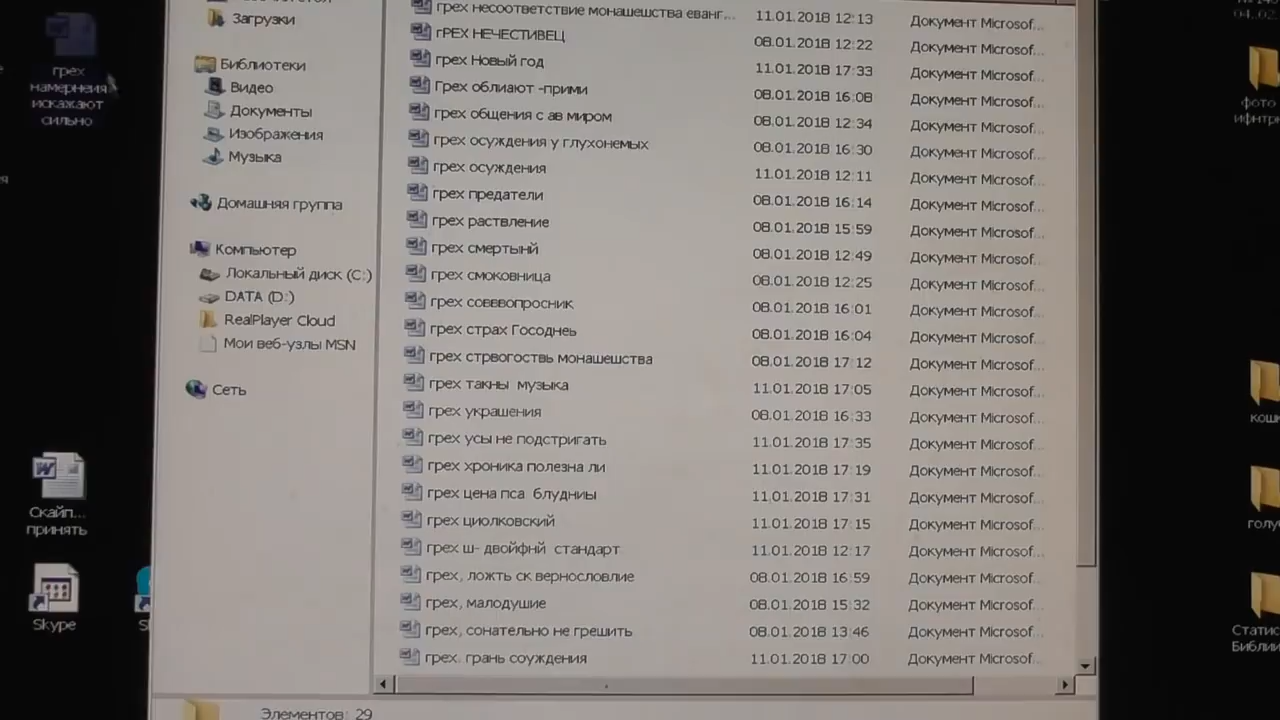 Загрузки
Библиотеки
Видео
Документы
Изображения
Музыка
Домашняя группа
Компьютер
Локальный диск (C:)
DATA (D:)
RealPlayer Cloud
Мои веб-узлы MSN
Сеть
грех несоответствие монашешства еванг... 11.01.2018 12:13 Документ Microsof...
гРЕХ НЕЧЕСТИВЕЦ 08.01.2018 12:22 Документ Microsof...
грех Новый год 11.01.2018 17:33 Документ Microsof...
Грех облиают -прими 08.01.2018 16:08 Документ Microsof...
грех общения с ав миром 08.01.2018 12:34 Документ Microsof...
грех осуждения у глухонемых 08.01.2018 16:30 Документ Microsof...
грех осуждения 11.01.2018 12:11 Документ Microsof...
грех предатели 08.01.2018 16:14 Документ Microsof...
грех раствление 08.01.2018 15:59 Документ Microsof...
грех смертынй 08.01.2018 12:49 Документ Microsof...
грех смоковница 08.01.2018 12:25 Документ Microsof...
грех совввопросник 08.01.2018 16:01 Документ Microsof...
грех страх Госоднеь 08.01.2018 16:04 Документ Microsof...
грех стрвогоствь монашешства 08.01.2018 17:12 Документ Microsof...
грех такны музыка 11.01.2018 17:05 Документ Microsof...
грех украшения 08.01.2018 16:33 Документ Microsof...
грех усы не подстригать 11.01.2018 17:35 Документ Microsof...
грех хроника полезна ли 11.01.2018 17:19 Документ Microsof...
грех цена пса блудниы 11.01.2018 17:31 Документ Microsof...
грех циолковский 11.01.2018 17:15 Документ Microsof...
грех ш- двойфнй стандарт 11.01.2018 12:17 Документ Microsof...
грех, ложть ск вернословлие 08.01.2018 16:59 Документ Microsof...
грех, малодушие 08.01.2018 15:32 Документ Microsof...
грех, сонательно не грешить 08.01.2018 13:46 Документ Microsof...
грех. грань соуждения 11.01.2018 17:00 Документ Microsof...
Элементов: 29
грех
намернеия
искажают
сильно
Скайп...
принять
Skype
фото
кошк
голу
Статис
Библии